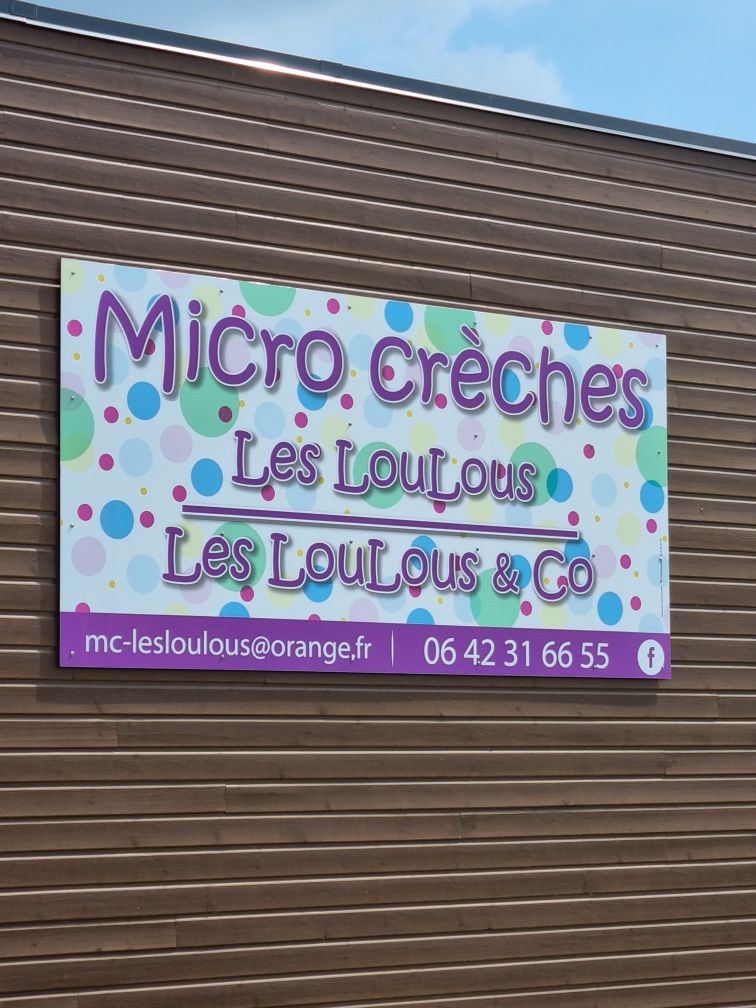 Micro crèches
Les LouLous
Les LouLous & Co
mc-lesloulous@orange.fr | 06 42 31 66 55 f